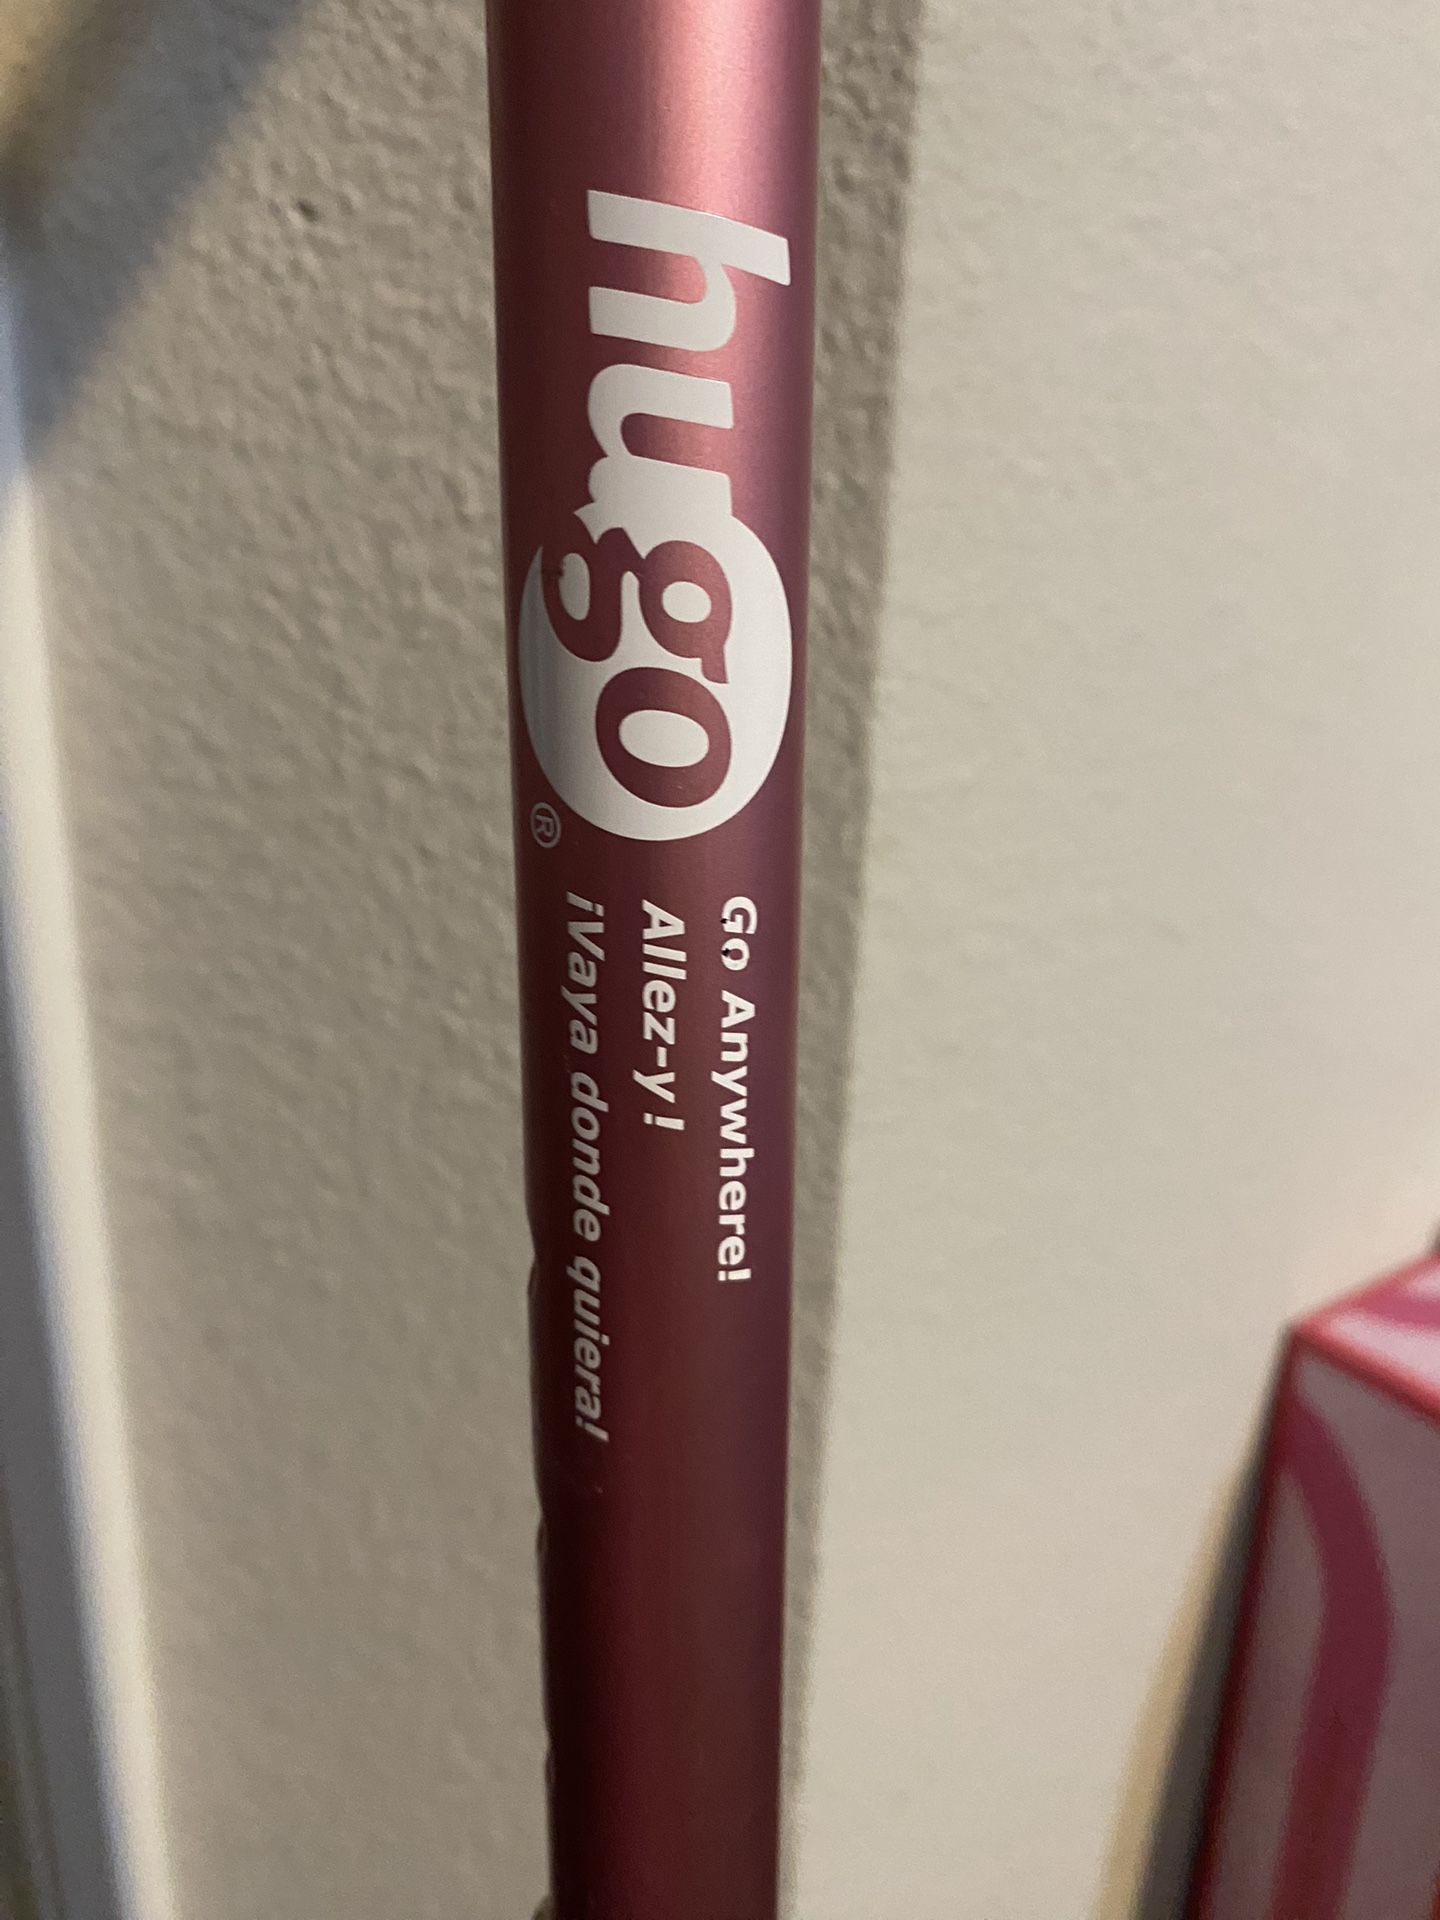 hugo®
Go Anywhere!
Allez-y !
¡Vaya donde quiera!